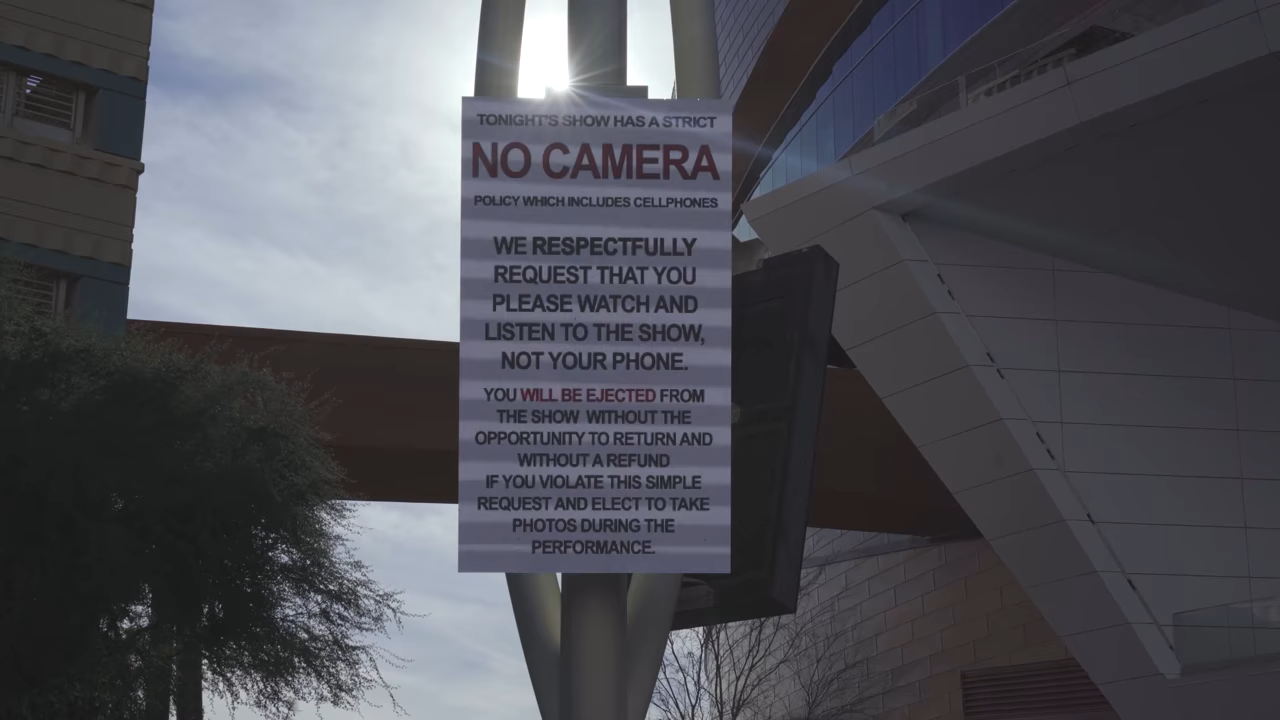 TONIGHT'S SHOW HAS A STRICT
NO CAMERA
POLICY WHICH INCLUDES CELLPHONES
WE RESPECTFULLY
REQUEST THAT YOU
PLEASE WATCH AND
LISTEN TO THE SHOW,
NOT YOUR PHONE.
YOU WILL BE EJECTED FROM
THE SHOW WITHOUT THE
OPPORTUNITY TO RETURN AND
WITHOUT A REFUND
IF YOU VIOLATE THIS SIMPLE
REQUEST AND ELECT TO TAKE
PHOTOS DURING THE
PERFORMANCE.